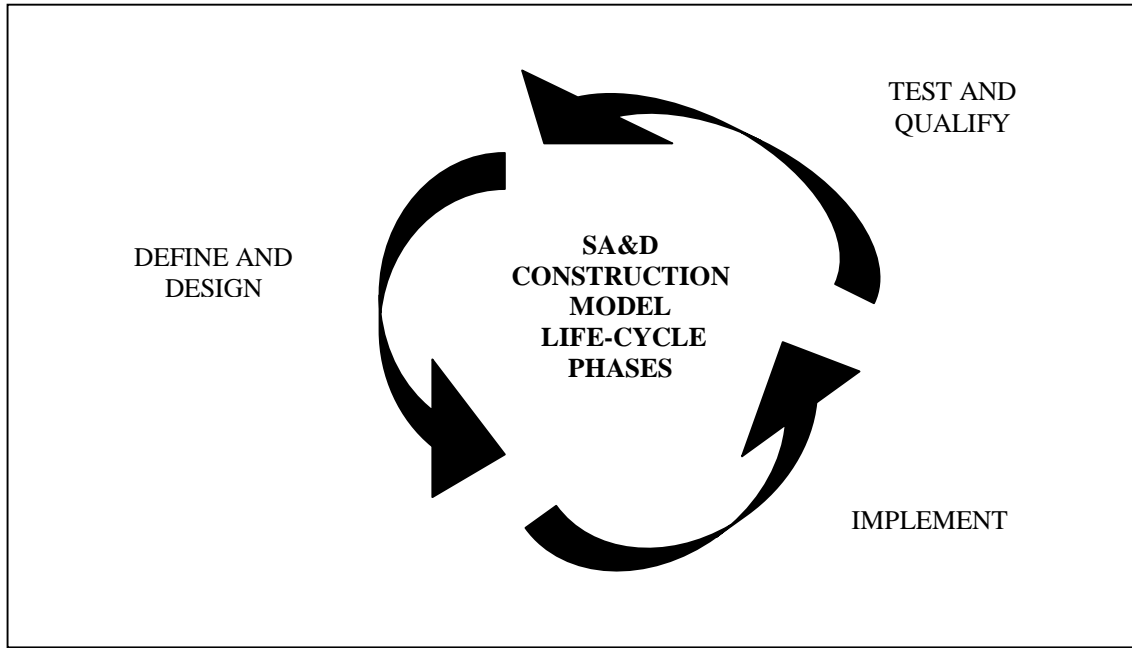 TEST AND
QUALIFY
DEFINE AND
DESIGN
SA&D
CONSTRUCTION
MODEL
LIFE-CYCLE
PHASES
IMPLEMENT